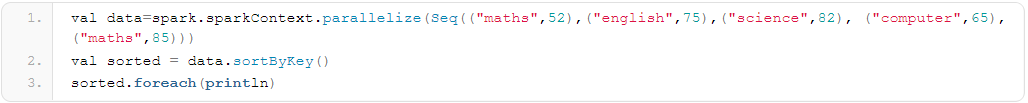 1. val data=spark.sparkContext.parallelize(Seq(("maths",52),("english",75),("science",82), ("computer",65),
("maths",85)))
2. val sorted = data.sortByKey()
3. sorted.foreach(println)